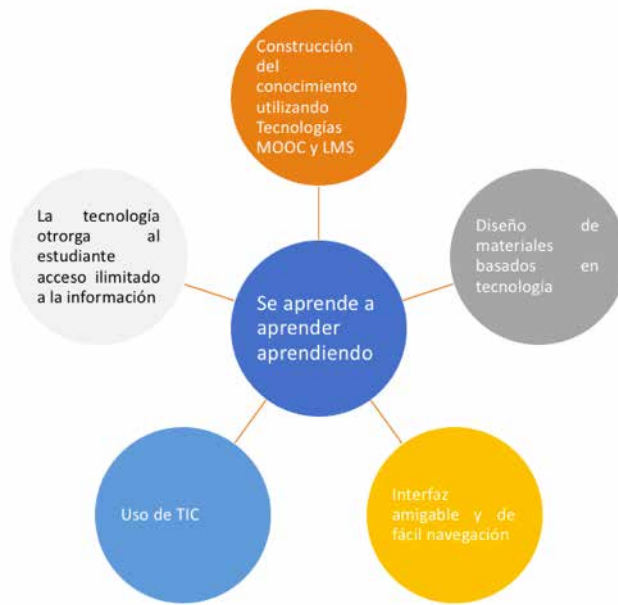 Construcción
del
conocimiento
utilizando
Tecnologías
MOOC y LMS
La tecnología
otrorga al
estudiante
acceso ilimitado
a la información
Diseño de
materiales
basados en
tecnología
Se aprende a
aprender
aprendiendo
Uso de TIC
Interfaz
amigable y de
fácil navegación